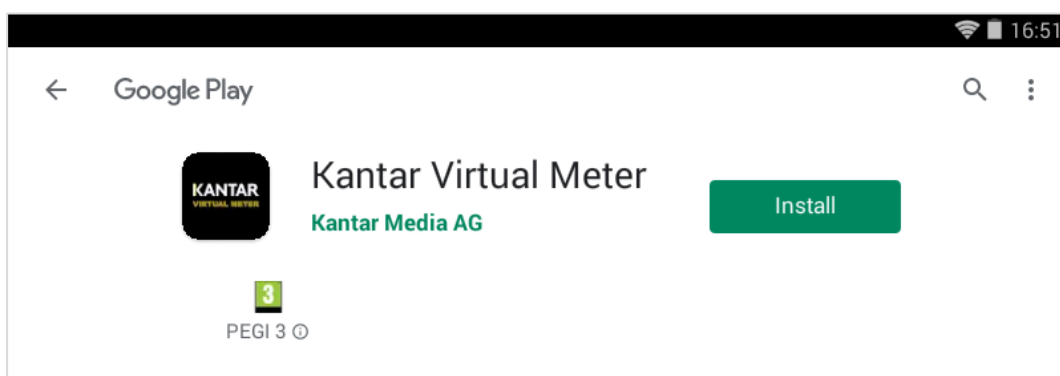 16:51
Google Play
KANTAR
VIRTUAL METER
Kantar Virtual Meter
Kantar Media AG
Install
3
PEGI 3